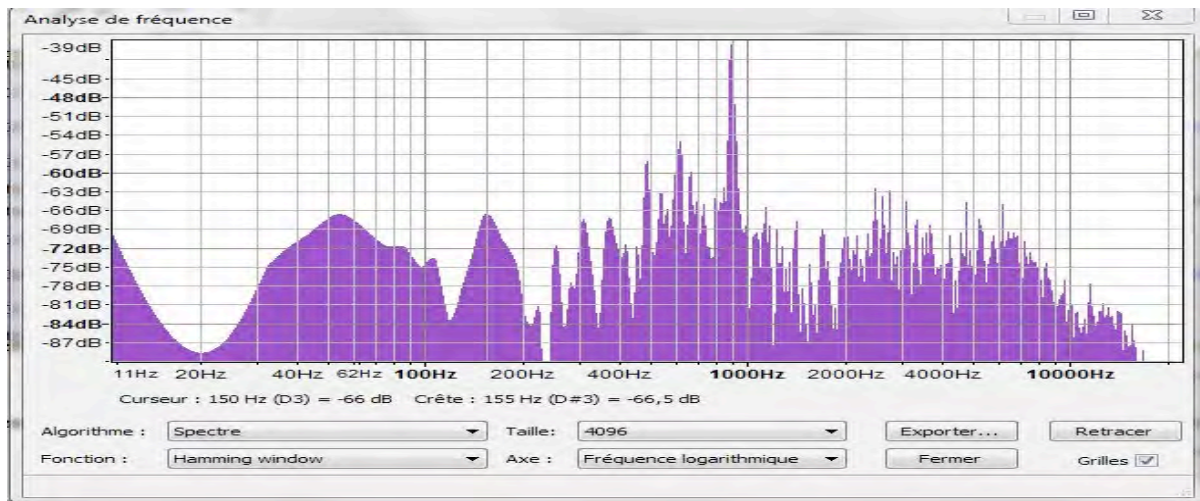 Analyse de fréquence
-39dB
-45dB
-48dB
-51dB
-54dB
-57dB
-60dB
-63dB
-66dB
-69dB
-72dB
-75dB
-78dB
-81dB
-84dB
-87dB
11Hz 20Hz 40Hz 62Hz 100Hz 200Hz 400Hz 1000Hz 2000Hz 4000Hz 10000Hz
Curseur : 150 Hz (D3) = -66 dB Crête : 155 Hz (D#3) = -66,5 dB
Algorithme : Spectre Taille: 4096 Exporter... Retracer
Fonction : Hamming window Axe : Fréquence logarithmique Fermer Grilles